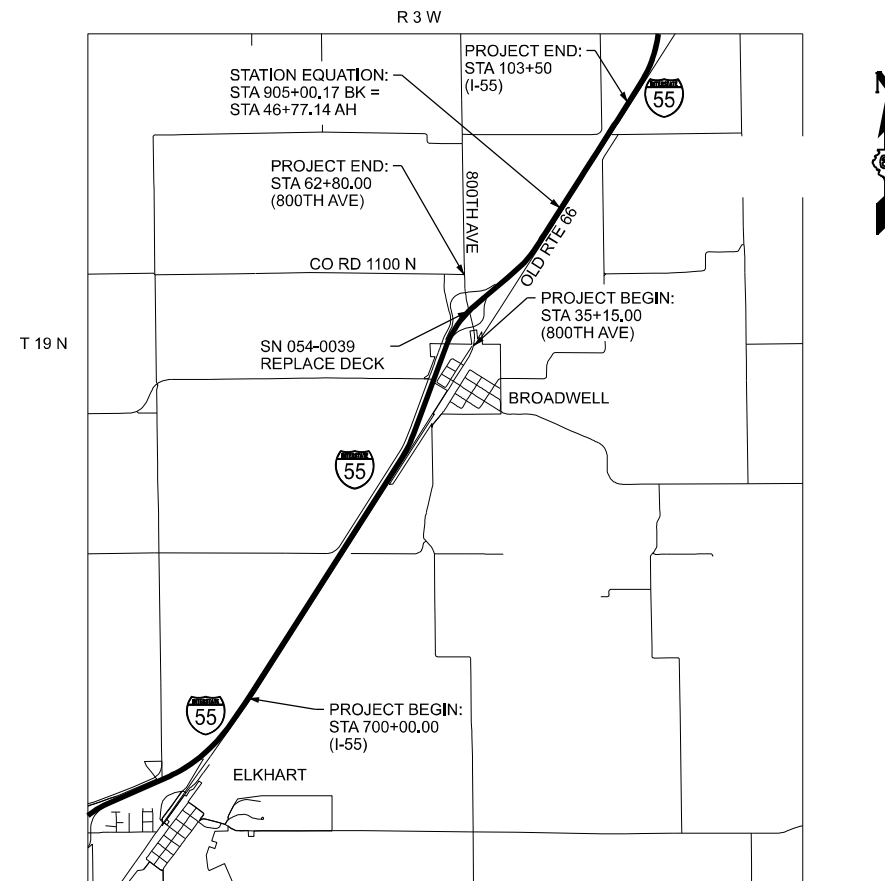 R 3 W
PROJECT END:
STA 103+50
(I-55)
STATION EQUATION:
STA 905+00.17 BK =
STA 46+77.14 AH
55
N
PROJECT END:
STA 62+80.00
(800TH AVE)
800TH AVE
OLD RTE 66
CO RD 1100 N
PROJECT BEGIN:
STA 35+15.00
(800TH AVE)
T 19 N
SN 054-0039
REPLACE DECK
BROADWELL
55
55
PROJECT BEGIN:
STA 700+00.00
(I-55)
ELKHART